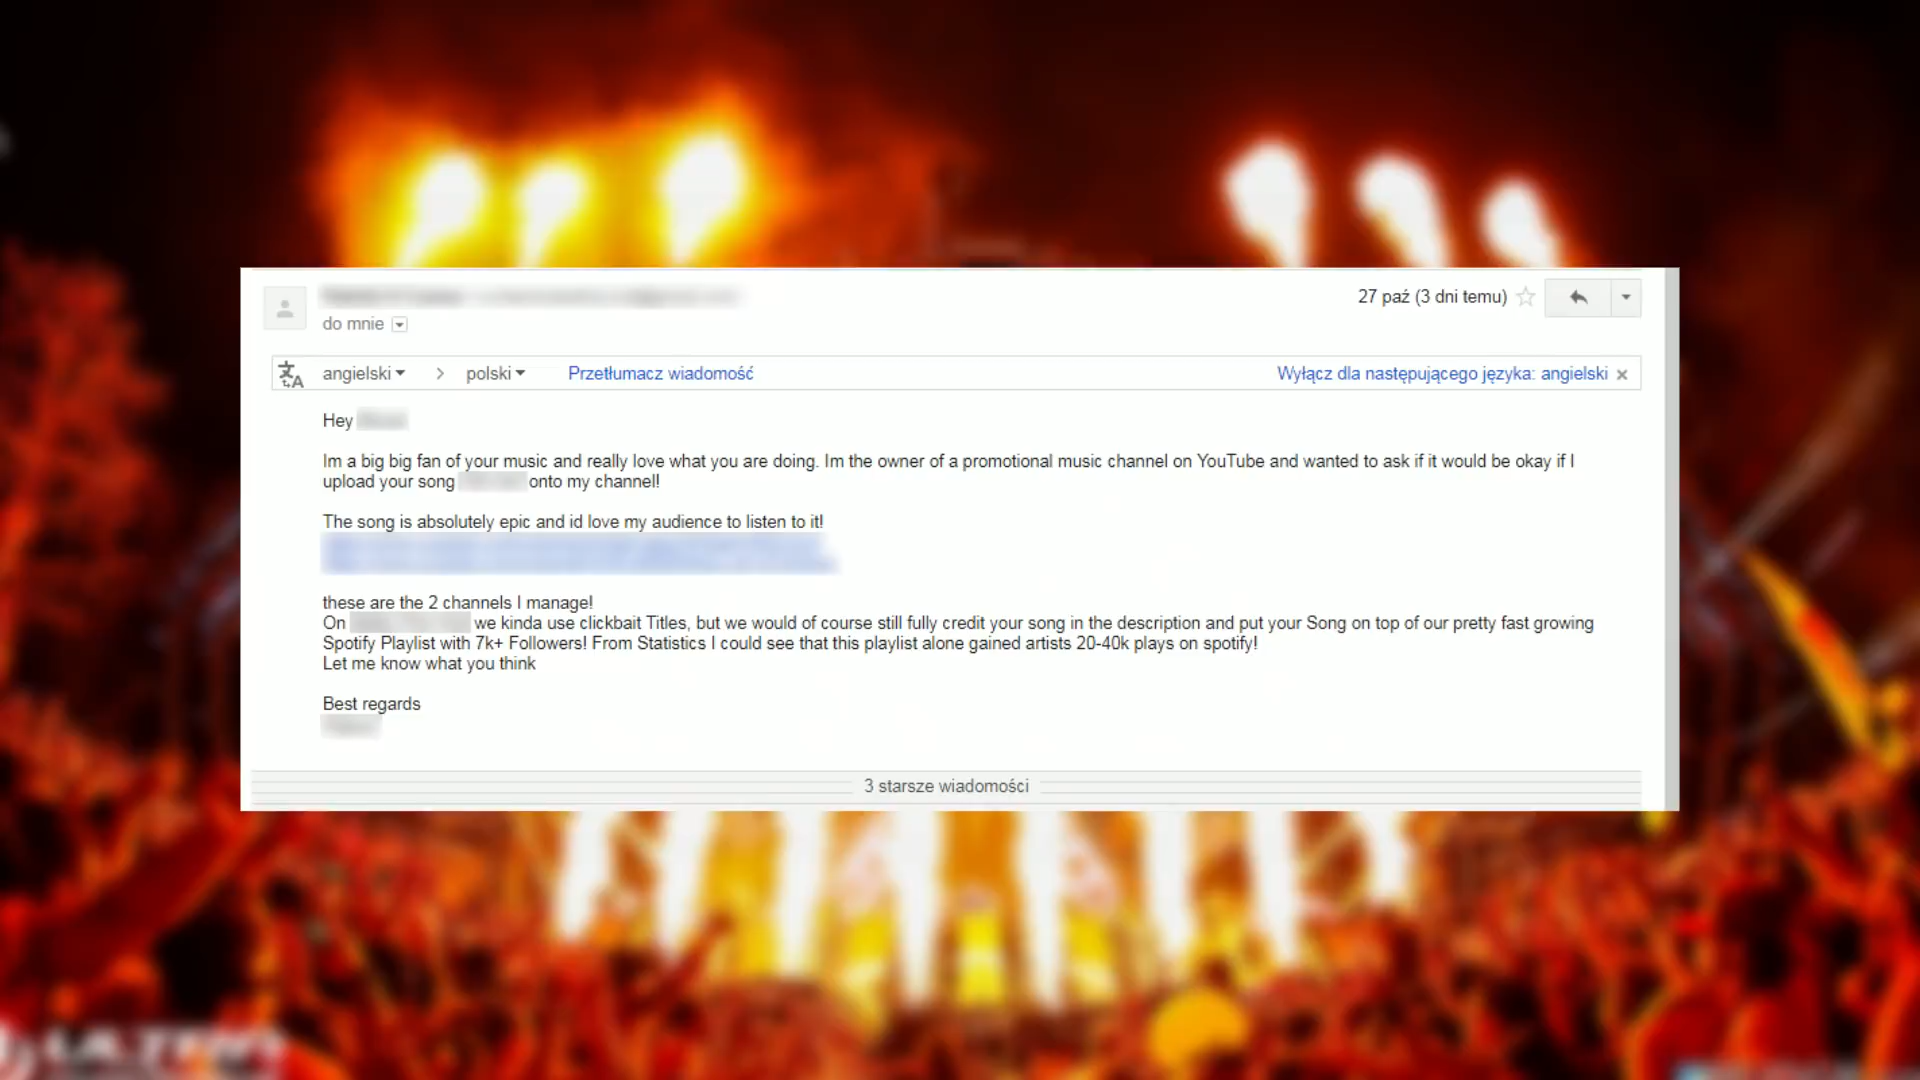 27 paź (3 dni temu)
do mnie
angielski
polski
Przetłumacz wiadomość
Wyłącz dla następującego języka: angielski
Hey
Im a big big fan of your music and really love what you are doing. Im the owner of a promotional music channel on YouTube and wanted to ask if it would be okay if I
upload your song onto my channel!
The song is absolutely epic and id love my audience to listen to it!
these are the 2 channels I manage!
On we kinda use clickbait Titles, but we would of course still fully credit your song in the description and put your Song on top of our pretty fast growing
Spotify Playlist with 7k+ Followers! From Statistics I could see that this playlist alone gained artists 20-40k plays on spotify!
Let me know what you think
Best regards
3 starsze wiadomości